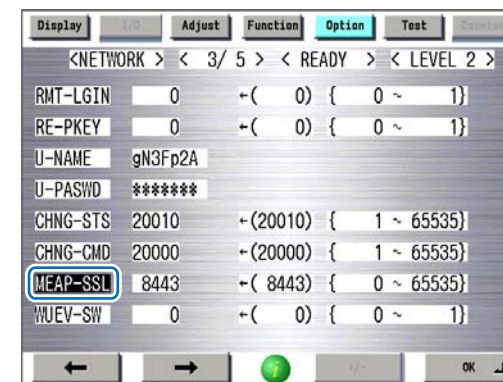 Display I/O Adjust Function Option Test Counter
<NETWORK > < 3/ 5 > < READY > < LEVEL 2 >
RMT-LGIN 0 ←( 0) { 0 ~ 1}
RE-PKEY 0 ←( 0) { 0 ~ 1}
U-NAME gN3Fp2A
U-PASWD *******
CHNG-STS 20010 ←(20010) { 1 ~ 65535}
CHNG-CMD 20000 ←(20000) { 1 ~ 65535}
MEAP-SSL 8443 ←( 8443) { 0 ~ 65535}
WUEV-SW 0 ←( 0) { 0 ~ 1}
← → i +/- OK